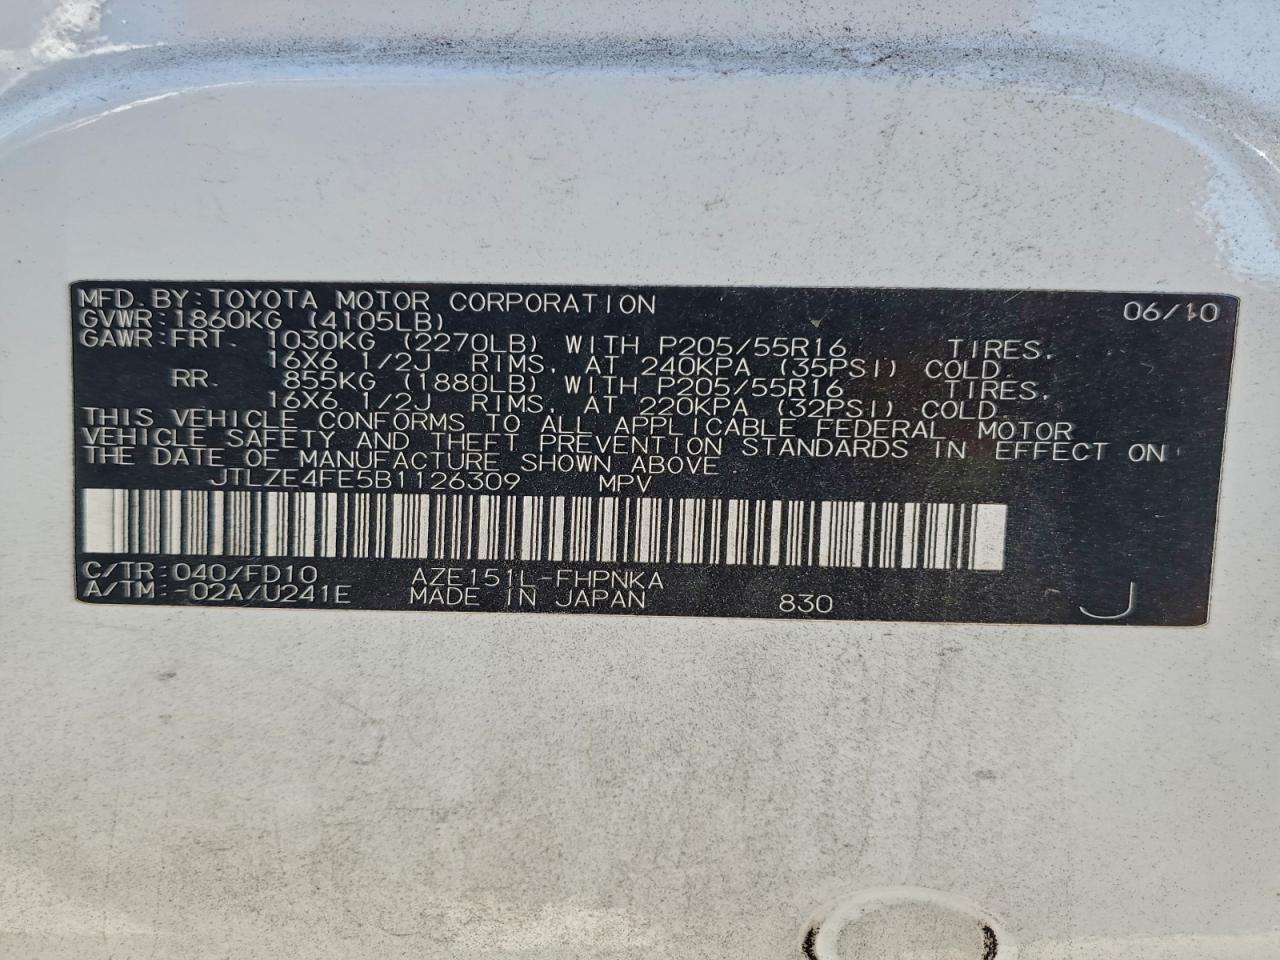 MFD. BY: TOYOTA MOTOR CORPORATION 06/10
GVWR: 1860KG (4105LB)
GAWR: FRT. 1030KG (2270LB) WITH P205/55R16 TIRES,
16X6 1/2J RIMS, AT 240KPA (35PSI) COLD.
RR. 855KG (1880LB) WITH P205/55R16 TIRES,
16X6 1/2J RIMS, AT 220KPA (32PSI) COLD
THIS VEHICLE CONFORMS TO ALL APPLICABLE FEDERAL MOTOR
VEHICLE SAFETY AND THEFT PREVENTION STANDARDS IN EFFECT ON
THE DATE OF MANUFACTURE SHOWN ABOVE
JTLZE4FE5B1126309 MPV
C/TR: 040/FD10 AZE151L-FHPNKA
A/TM: -02A/U241E MADE IN JAPAN 830 J